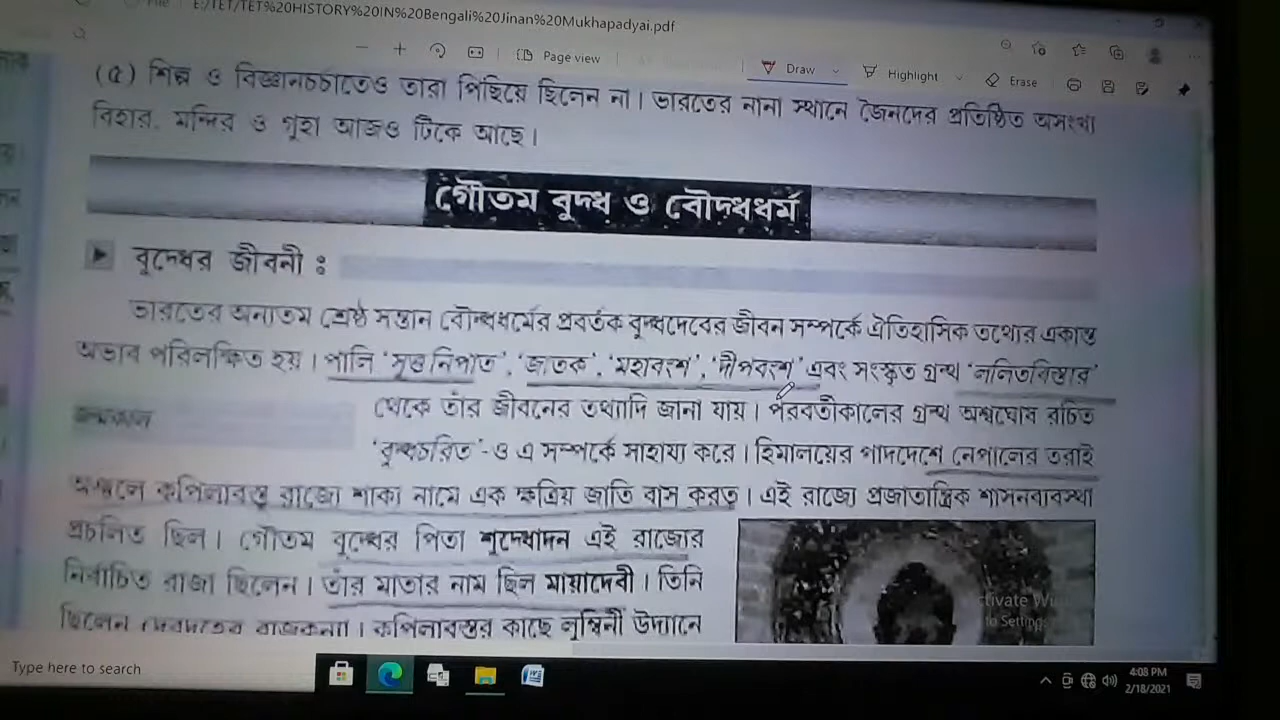 File E:/TET/TET%20HISTORY%20IN%20Bengali%20Jinan%20Mukhapadyai.pdf
Page view Draw Highlight Erase
(৫) শিল্প ও বিজ্ঞানচর্চাতেও তারা পিছিয়ে ছিলেন না। ভারতের নানা স্থানে জৈনদের প্রতিষ্ঠিত অসংখ্য
বিহার, মন্দির ও গুহা আজও টিকে আছে।
গৌতম বুদ্ধ ও বৌদ্ধধর্ম
বুদ্ধের জীবনী :
ভারতের অন্যতম শ্রেষ্ঠ সন্তান বৌদ্ধধর্মের প্রবর্তক বুদ্ধদেবের জীবন সম্পর্কে ঐতিহাসিক তথ্যের একান্ত
অভাব পরিলক্ষিত হয়। পালি 'সুত্তনিপাত', 'জাতক', 'মহাবংশ', 'দীপবংশ' এবং সংস্কৃত গ্রন্থ 'ললিতবিস্তার'
থেকে তাঁর জীবনের তথ্যাদি জানা যায়। পরবর্তীকালের গ্রন্থ অশ্বঘোষ রচিত
জন্মকাল
'বুদ্ধচরিত'-ও এ সম্পর্কে সাহায্য করে। হিমালয়ের পাদদেশে নেপালের তরাই
অঞ্চলে কপিলাবস্তু রাজ্যে শাক্য নামে এক ক্ষত্রিয় জাতি বাস করত। এই রাজ্যে প্রজাতান্ত্রিক শাসনব্যবস্থা
প্রচলিত ছিল। গৌতম বুদ্ধের পিতা শুদ্ধোদন এই রাজ্যের
নির্বাচিত রাজা ছিলেন। তাঁর মাতার নাম ছিল মায়াদেবী। তিনি
ছিলেন দেবদহের রাজকন্যা। কপিলাবস্তুর কাছে লুম্বিনী উদ্যানে
Type here to search
4:08 PM
2/18/2021